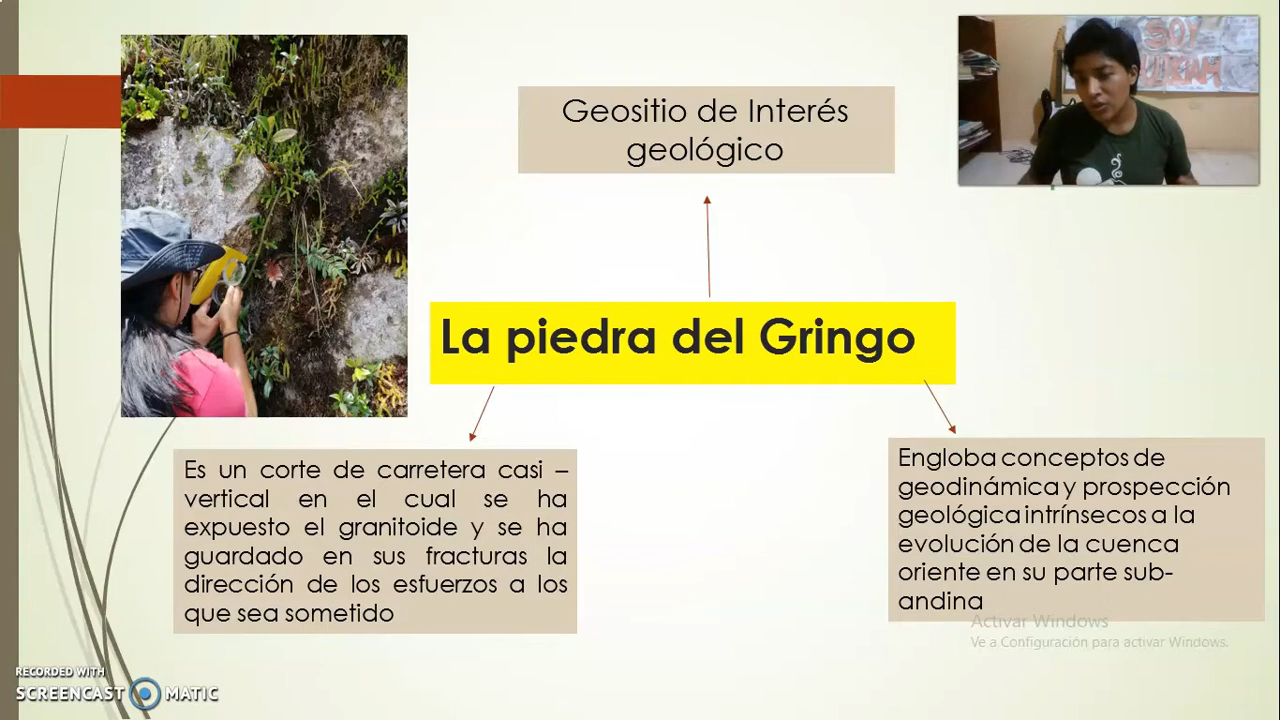 Geositio de Interés
geológico
SOY
La piedra del Gringo
Es un corte de carretera casi –
vertical en el cual se ha
expuesto el granitoide y se ha
guardado en sus fracturas la
dirección de los esfuerzos a los
que sea sometido
Engloba conceptos de
geodinámica y prospección
geológica intrínsecos a la
evolución de la cuenca
oriente en su parte sub-
andina
Activar Windows
Ve a Configuración para activar Windows.
RECORDED WITH
SCREENCAST MATIC